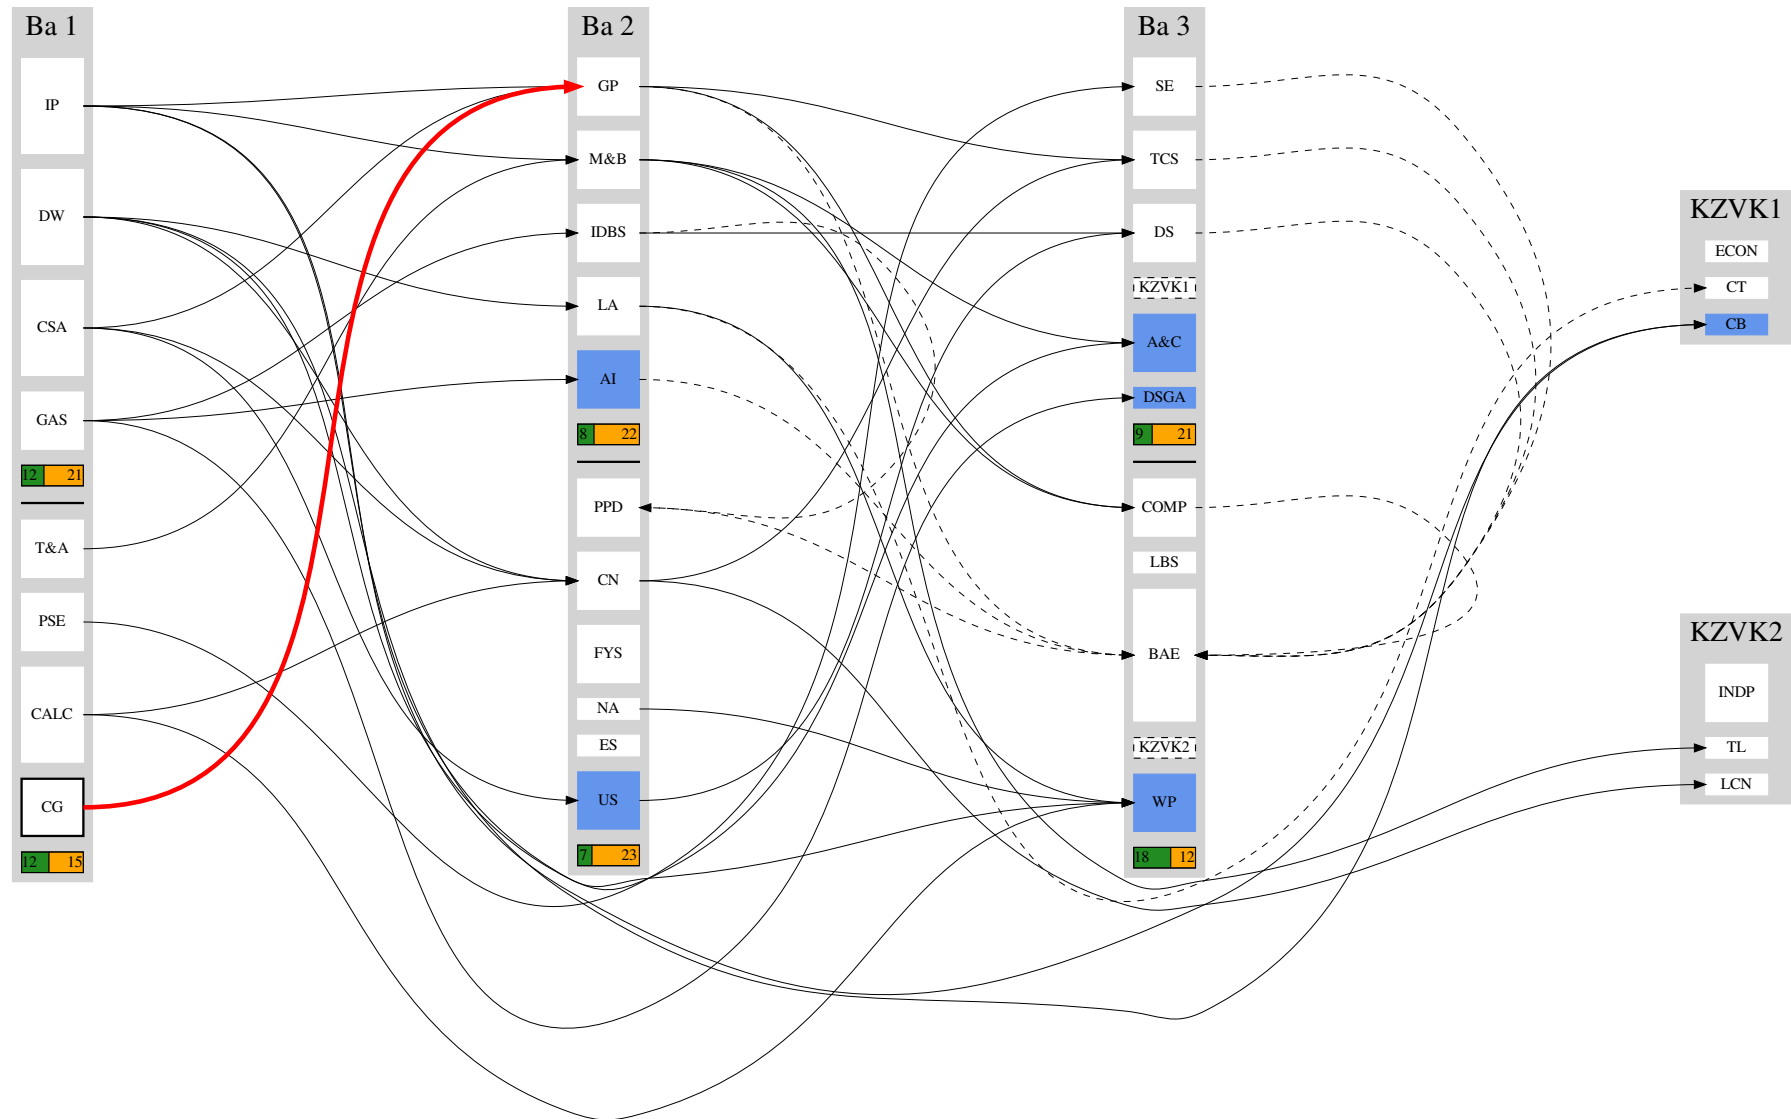 Ba 1
IP
DW
CSA
GAS
12 21
T&A
PSE
CALC
CG
12 15
Ba 2
GP
M&B
IDBS
LA
AI
8 22
PPD
CN
FYS
NA
ES
US
7 23
Ba 3
SE
TCS
DS
KZVK1
A&C
DSGA
9 21
COMP
LBS
BAE
KZVK2
WP
18 12
KZVK1
ECON
CT
CB
KZVK2
INDP
TL
LCN